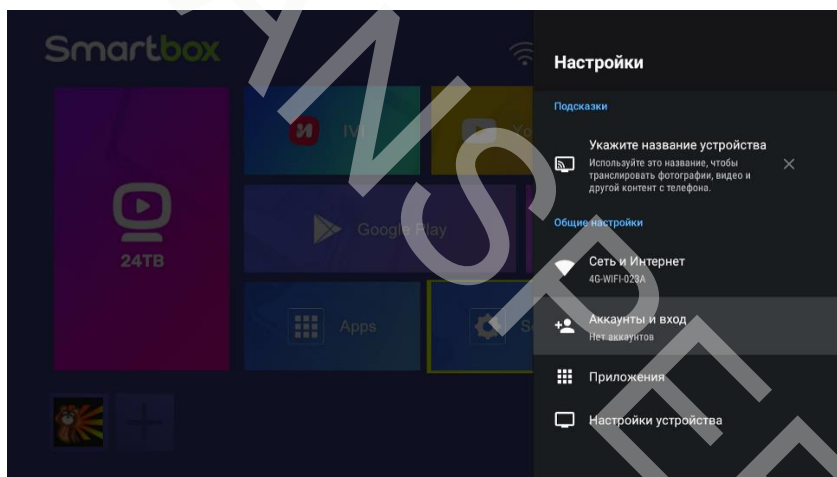 Smartbox
24ТВ
IVI
Yo
Google Play
Apps
S
Настройки
Подсказки
Укажите название устройства
Используйте это название, чтобы
транслировать фотографии, видео и
другой контент с телефона.
Общие настройки
Сеть и Интернет
4G-WIFI-023A
Аккаунты и вход
Нет аккаунтов
Приложения
Настройки устройства